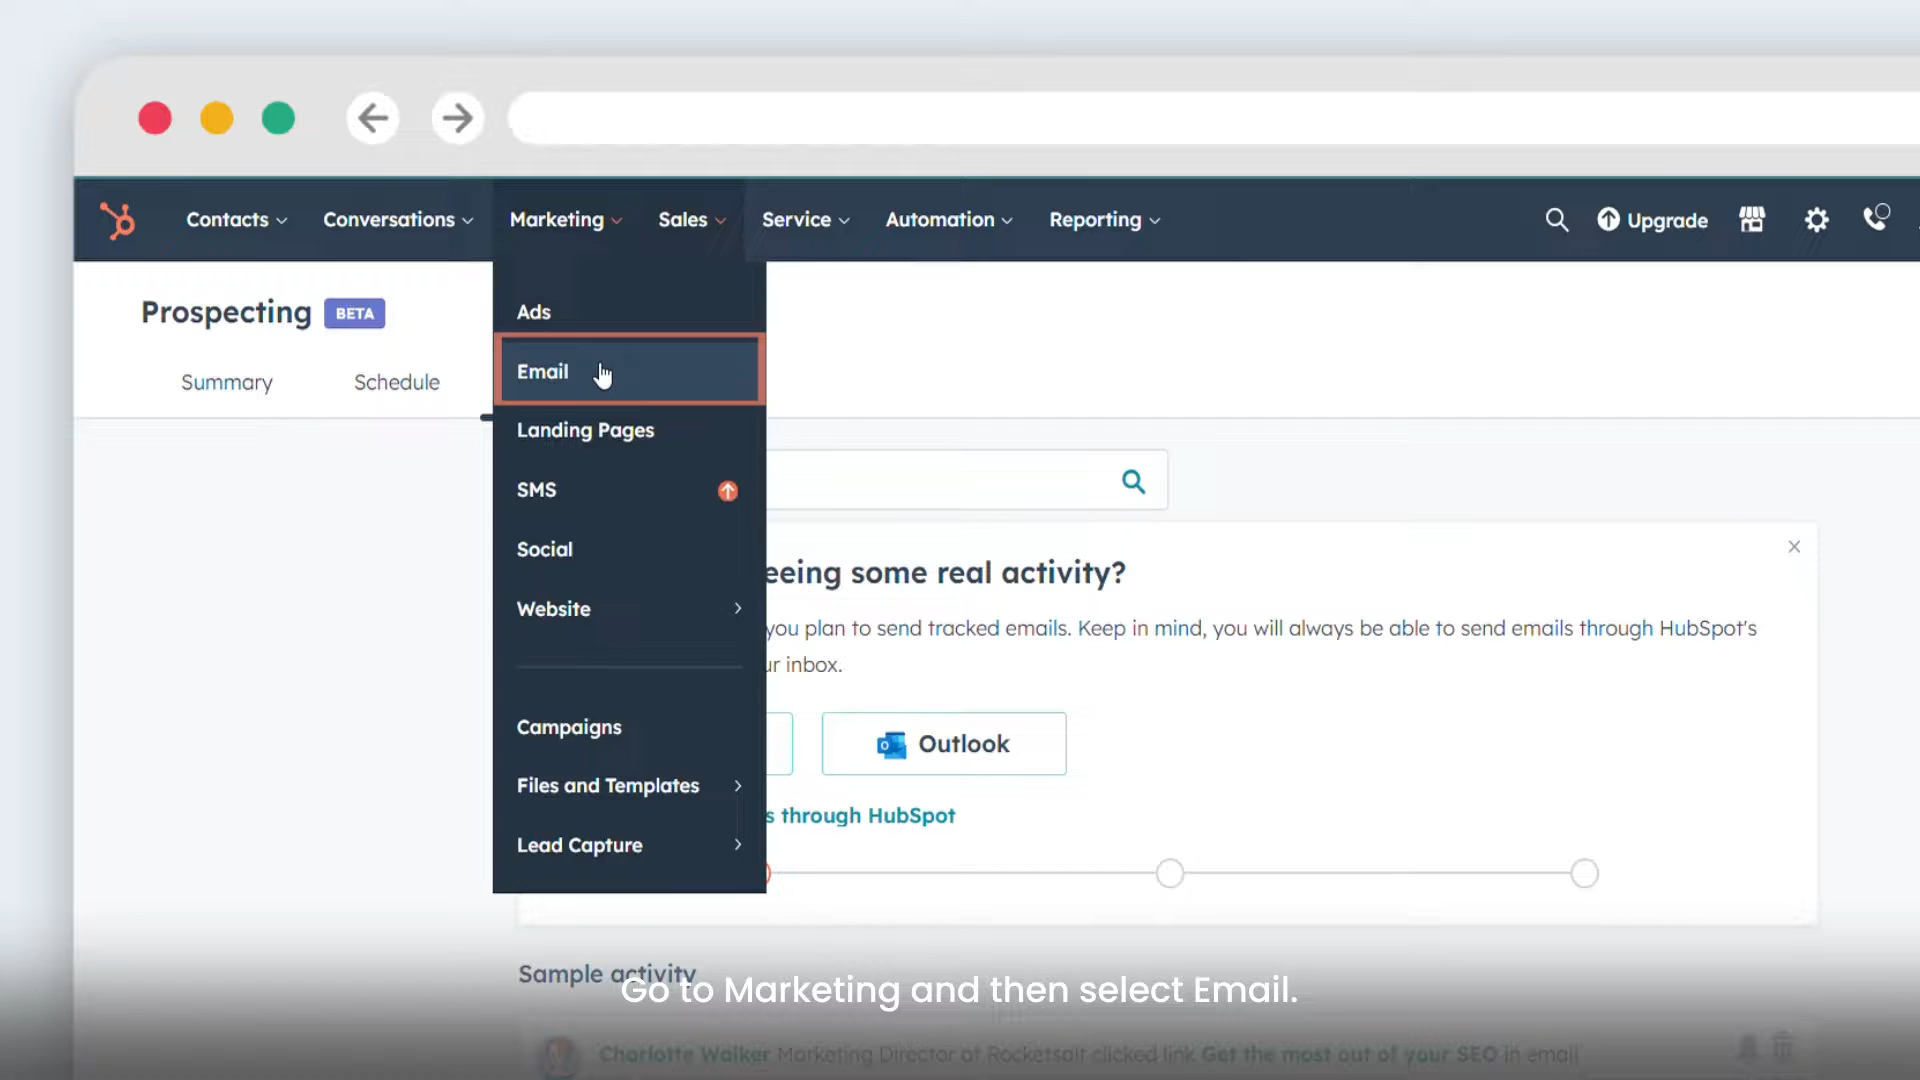 Contacts Conversations Marketing Sales Service Automation Reporting Upgrade
Prospecting BETA
Summary Schedule
Ads
Email
Landing Pages
SMS
Social
Website
Campaigns
Files and Templates
Lead Capture
eeing some real activity?
you plan to send tracked emails. Keep in mind, you will always be able to send emails through HubSpot's
ur inbox.
Outlook
s through HubSpot
Sample activity
Go to Marketing and then select Email.
Charlotte Walker Marketing Director at Rocketsalt clicked link Get the most out of your SEO in email